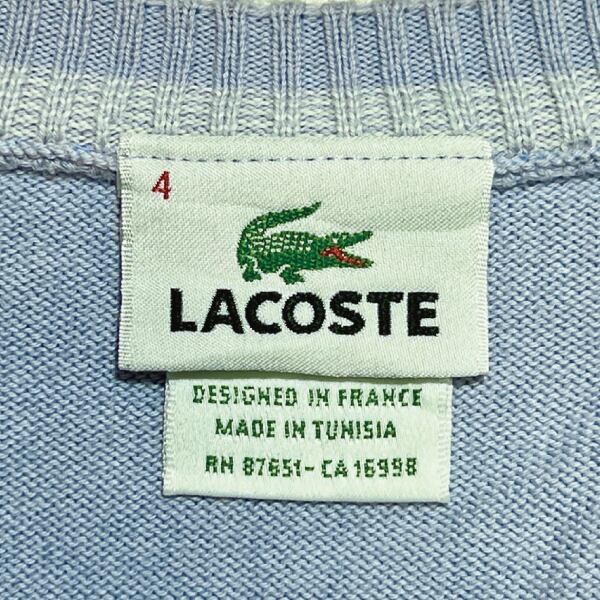 4
LACOSTE
DESIGNED IN FRANCE
MADE IN TUNISIA
RN 87651-CA 16998